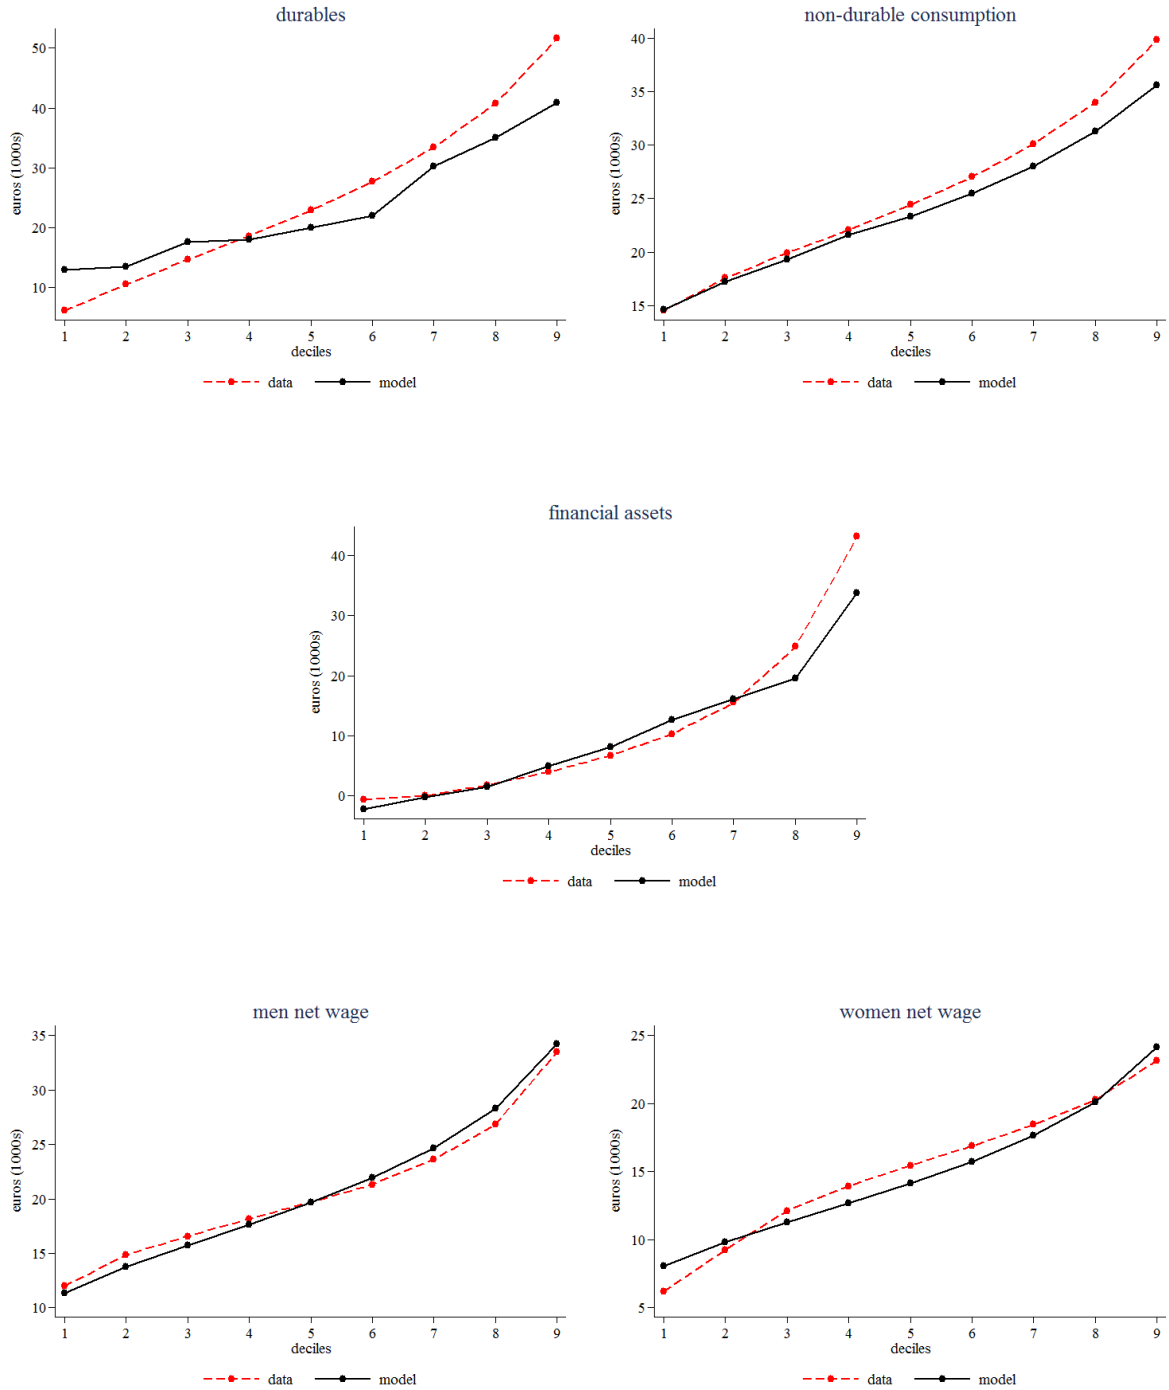 durables
50
40
30
20
10
euros (1000s)
1 2 3 4 5 6 7 8 9
deciles
data model
non-durable consumption
40
35
30
25
20
15
euros (1000s)
1 2 3 4 5 6 7 8 9
deciles
data model
financial assets
40
30
20
10
0
euros (1000s)
1 2 3 4 5 6 7 8 9
deciles
data model
men net wage
35
30
25
20
15
10
euros (1000s)
1 2 3 4 5 6 7 8 9
deciles
data model
women net wage
25
20
15
10
5
euros (1000s)
1 2 3 4 5 6 7 8 9
deciles
data model